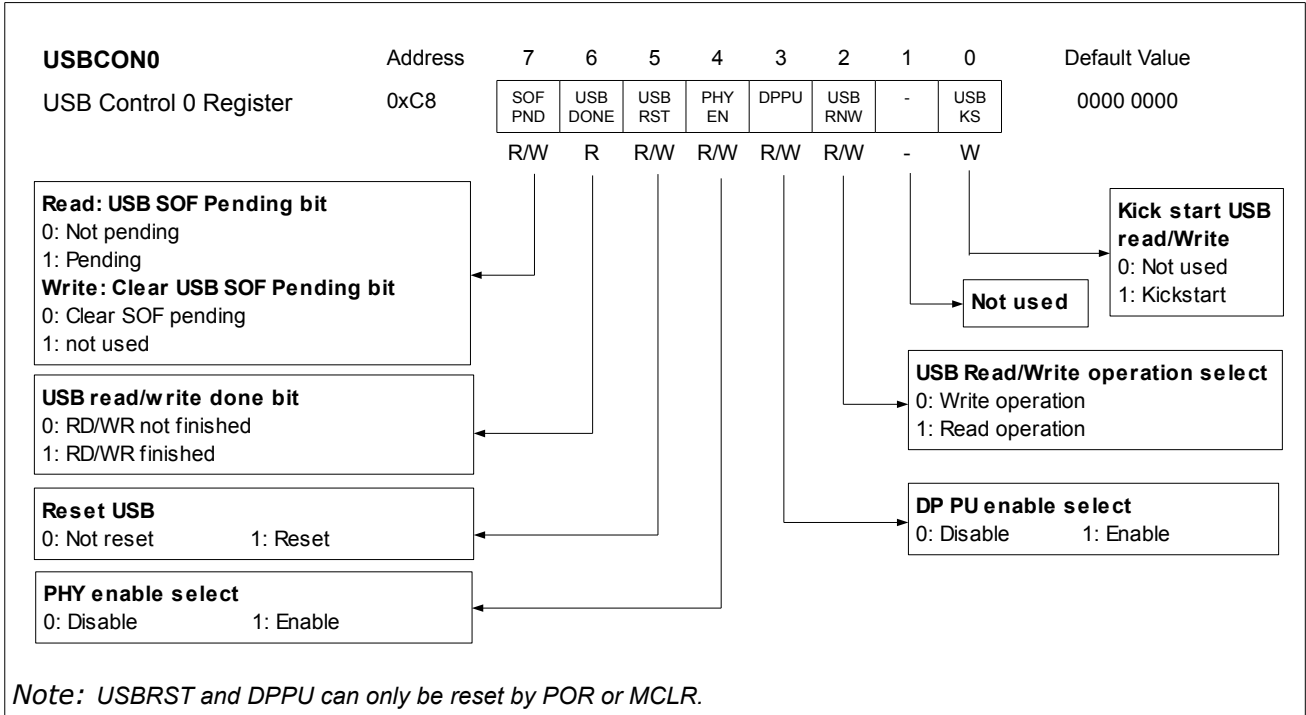 USBCON0 Address 7 6 5 4 3 2 1 0 Default Value
USB Control 0 Register 0xC8 SOF PND USB DONE USB RST PHY EN DPPU USB RNW - USB KS 0000 0000
R/W R R/W R/W R/W R/W - W
Read: USB SOF Pending bit
0: Not pending
1: Pending
Write: Clear USB SOF Pending bit
0: Clear SOF pending
1: not used
Kick start USB
read/Write
0: Not used
1: Kickstart
Not used
USB read/write done bit
0: RD/WR not finished
1: RD/WR finished
USB Read/Write operation select
0: Write operation
1: Read operation
Reset USB
0: Not reset 1: Reset
DP PU enable select
0: Disable 1: Enable
PHY enable select
0: Disable 1: Enable
Note: USBRST and DPPU can only be reset by POR or MCLR.